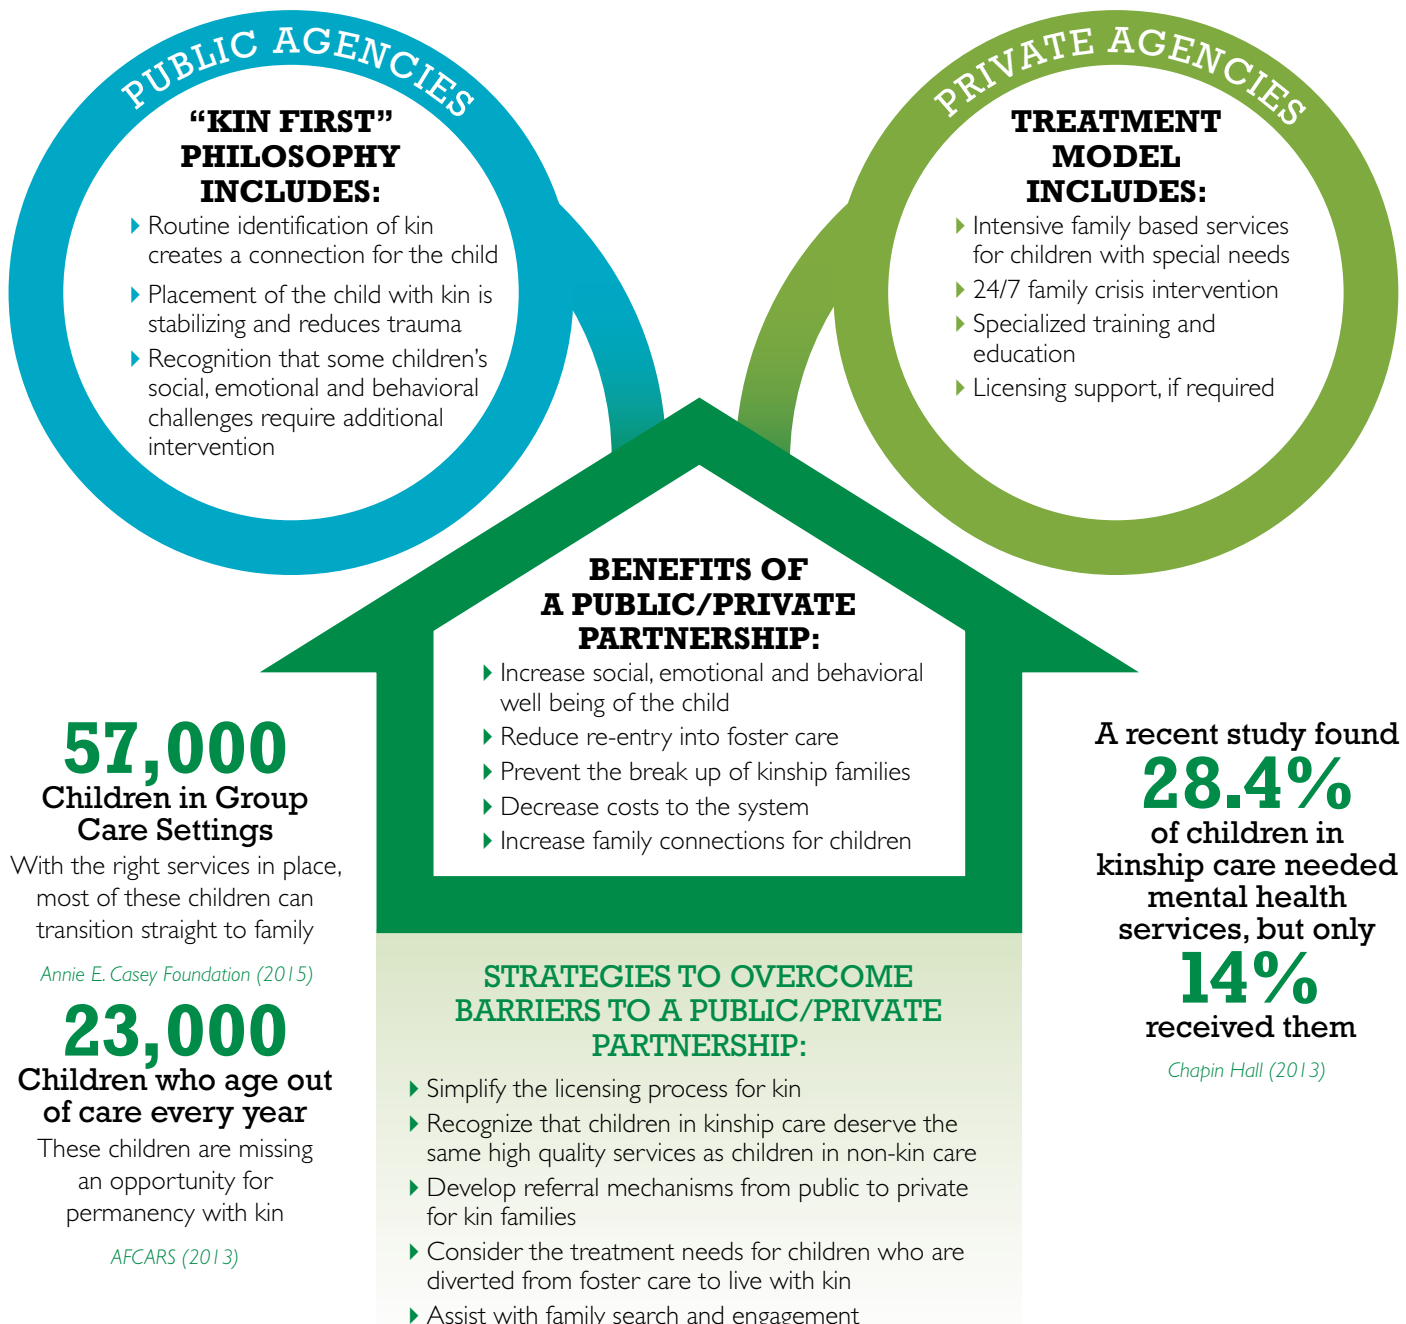 PUBLIC AGENCIES
“KIN FIRST”
PHILOSOPHY
INCLUDES:
Routine identification of kin
creates a connection for the child
Placement of the child with kin is
stabilizing and reduces trauma
Recognition that some children’s
social, emotional and behavioral
challenges require additional
intervention
PRIVATE AGENCIES
TREATMENT
MODEL
INCLUDES:
Intensive family based services
for children with special needs
24/7 family crisis intervention
Specialized training and
education
Licensing support, if required
BENEFITS OF
A PUBLIC/PRIVATE
PARTNERSHIP:
Increase social, emotional and behavioral
well being of the child
Reduce re-entry into foster care
Prevent the break up of kinship families
Decrease costs to the system
Increase family connections for children
57,000
Children in Group
Care Settings
With the right services in place,
most of these children can
transition straight to family
Annie E. Casey Foundation (2015)
23,000
Children who age out
of care every year
These children are missing
an opportunity for
permanency with kin
AFCARS (2013)
STRATEGIES TO OVERCOME
BARRIERS TO A PUBLIC/PRIVATE
PARTNERSHIP:
Simplify the licensing process for kin
Recognize that children in kinship care deserve the
same high quality services as children in non-kin care
Develop referral mechanisms from public to private
for kin families
Consider the treatment needs for children who are
diverted from foster care to live with kin
Assist with family search and engagement
A recent study found
28.4%
of children in
kinship care needed
mental health
services, but only
14%
received them
Chapin Hall (2013)